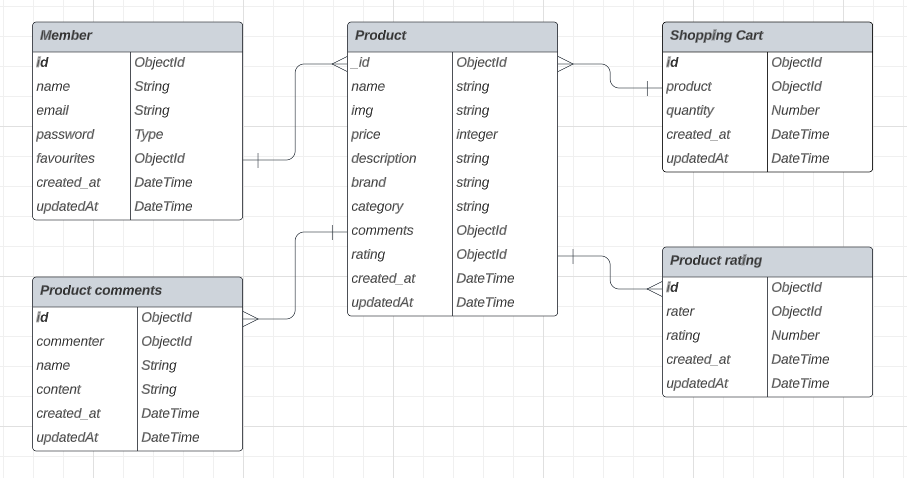 Member
id ObjectId
name String
email String
password Type
favourites ObjectId
created_at DateTime
updatedAt DateTime
Product
_id ObjectId
name string
img string
price integer
description string
brand string
category string
comments ObjectId
rating ObjectId
created_at DateTime
updatedAt DateTime
Shopping Cart
id ObjectId
product ObjectId
quantity Number
created_at DateTime
updatedAt DateTime
Product comments
id ObjectId
commenter ObjectId
name String
content String
created_at DateTime
updatedAt DateTime
Product rating
id ObjectId
rater ObjectId
rating Number
created_at DateTime
updatedAt DateTime